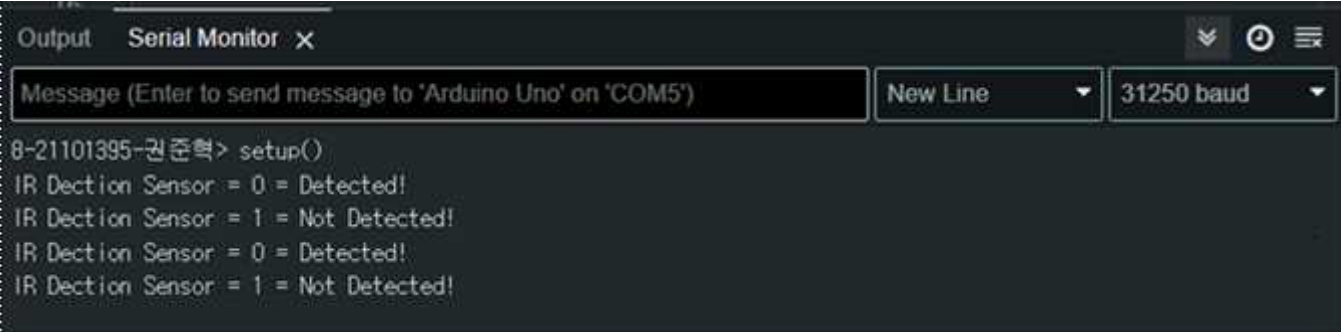 Output Serial Monitor
Message (Enter to send message to 'Arduino Uno' on 'COM5') New Line 31250 baud
8-21101395-권준혁> setup()
IR Dection Sensor = 0 = Detected!
IR Dection Sensor = 1 = Not Detected!
IR Dection Sensor = 0 = Detected!
IR Dection Sensor = 1 = Not Detected!